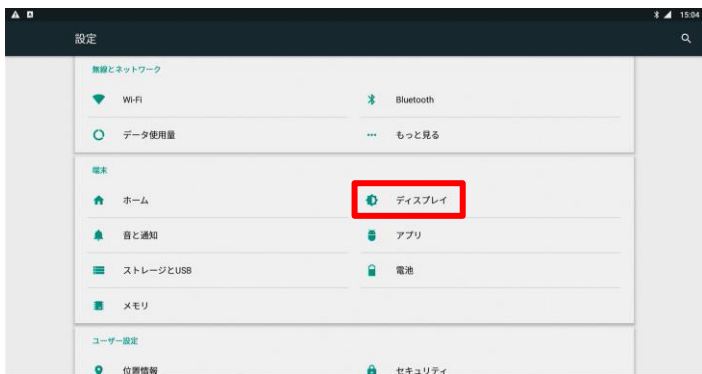 15:04
設定
無線とネットワーク
Wi-Fi
Bluetooth
データ使用量
もっと見る
端末
ホーム
ディスプレイ
音と通知
アプリ
ストレージとUSB
電池
メモリ
ユーザー設定
位置情報
セキュリティ